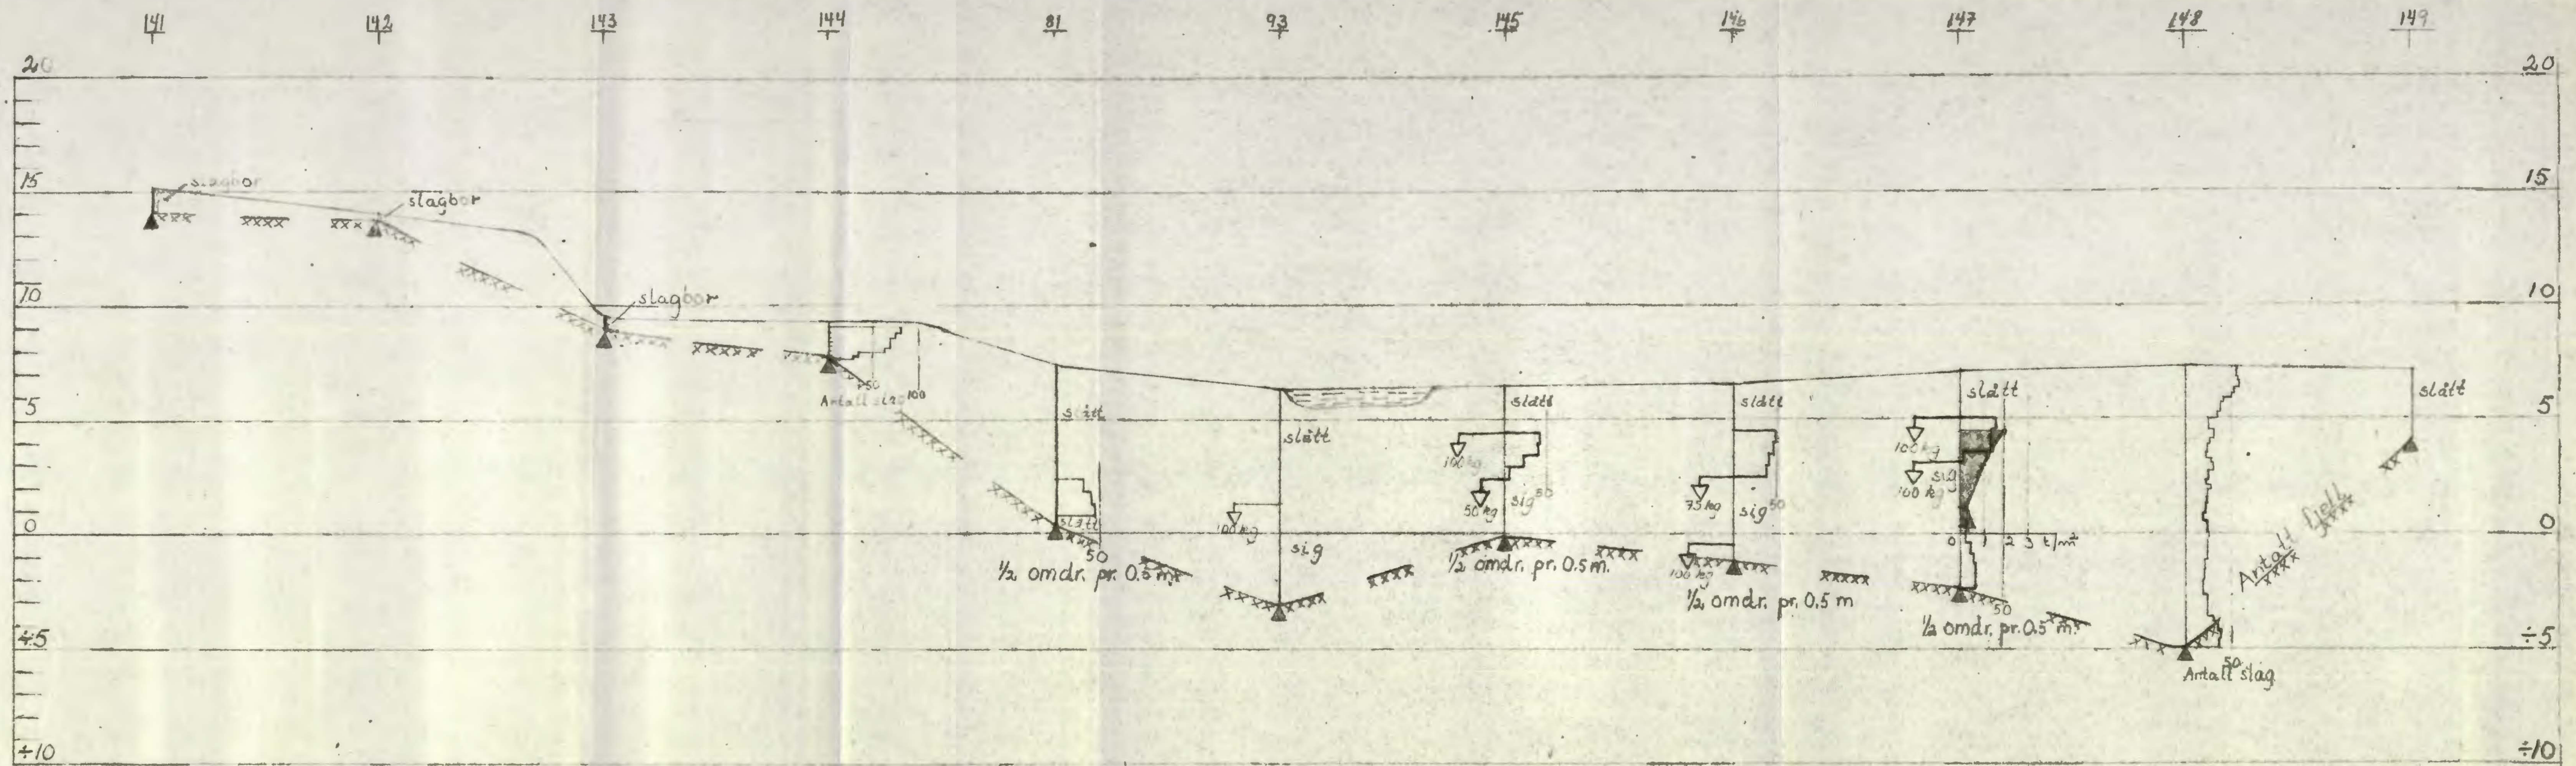 141 142 143 144 81 93 145 146 147 148 149
20 20
15 15
slagbor
slagbor
10 10
slagbor
5 5
50 100
Antall slag
slått
slått
slått
slått
slått
slått
100 kg
50 kg
sig 50
75 kg
sig 50
100 kg
sig
100 kg
100 kg
sig
slått
50
0 0
0 1 2 3 t/m²
100 kg
Antatt fjell
1/2 omdr. pr. 0.5 m.
1/2 omdr. pr. 0.5 m.
1/2 omdr. pr. 0.5 m
50
1/2 omdr. pr. 0.5 m.
÷5 ÷5
50
Antall slag
÷10 ÷10